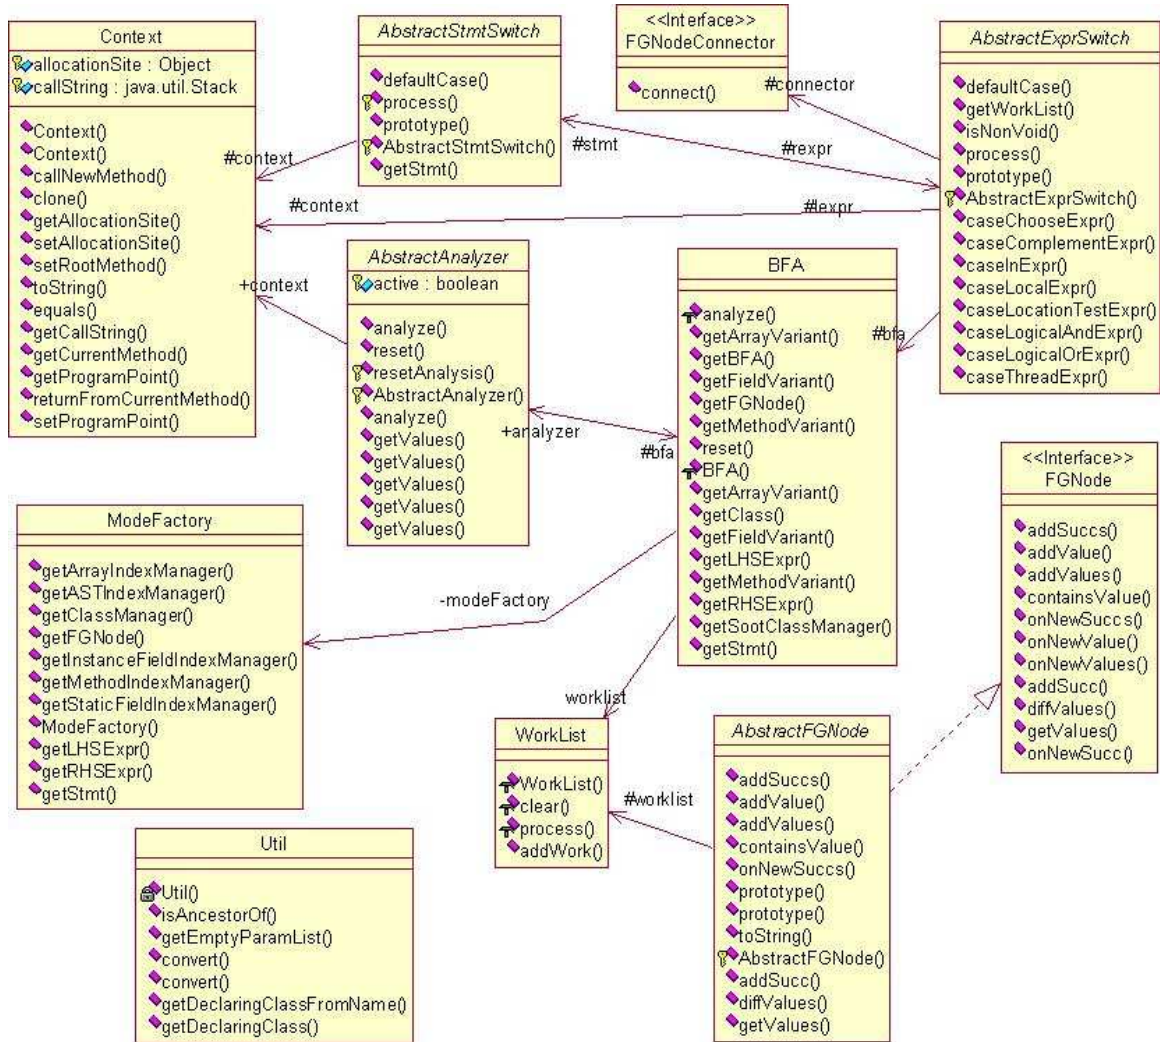 Context
allocationSite : Object
callString : java.util.Stack
Context()
Context()
callNewMethod()
clone()
getAllocationSite()
setAllocationSite()
setRootMethod()
toString()
equals()
getCallString()
getCurrentMethod()
getProgramPoint()
returnFromCurrentMethod()
setProgramPoint()
AbstractStmtSwitch
defaultCase()
process()
prototype()
AbstractStmtSwitch()
getStmt()
<<Interface>>
FGNodeConnector
connect()
AbstractExprSwitch
defaultCase()
getWorkList()
isNonVoid()
process()
prototype()
AbstractExprSwitch()
caseChooseExpr()
caseComplementExpr()
caseInExpr()
caseLocalExpr()
caseLocationTestExpr()
caseLogicalAndExpr()
caseLogicalOrExpr()
caseThreadExpr()
#connector
#stmt
#rexpr
#context
#context
#lexpr
+context
AbstractAnalyzer
active : boolean
analyze()
reset()
resetAnalysis()
AbstractAnalyzer()
analyze()
getValues()
getValues()
getValues()
getValues()
getValues()
+analyzer
#bfa
BFA
analyze()
getArrayVariant()
getBFA()
getFieldVariant()
getFGNode()
getMethodVariant()
reset()
BFA()
getArrayVariant()
getClass()
getFieldVariant()
getLHSExpr()
getMethodVariant()
getRHSExpr()
getSootClassManager()
getStmt()
#bfa
<<Interface>>
FGNode
addSuccs()
addValue()
addValues()
containsValue()
onNewSuccs()
onNewValue()
onNewValues()
addSucc()
diffValues()
getValues()
onNewSucc()
ModeFactory
getArrayIndexManager()
getASTIndexManager()
getClassManager()
getFGNode()
getInstanceFieldIndexManager()
getMethodIndexManager()
getStaticFieldIndexManager()
ModeFactory()
getLHSExpr()
getRHSExpr()
getStmt()
-modeFactory
worklist
WorkList
WorkList()
clear()
process()
addWork()
#worklist
AbstractFGNode
addSuccs()
addValue()
addValues()
containsValue()
onNewSuccs()
prototype()
prototype()
toString()
AbstractFGNode()
addSucc()
diffValues()
getValues()
Util
Util()
isAncestorOf()
getEmptyParamList()
convert()
convert()
getDeclaringClassFromName()
getDeclaringClass()